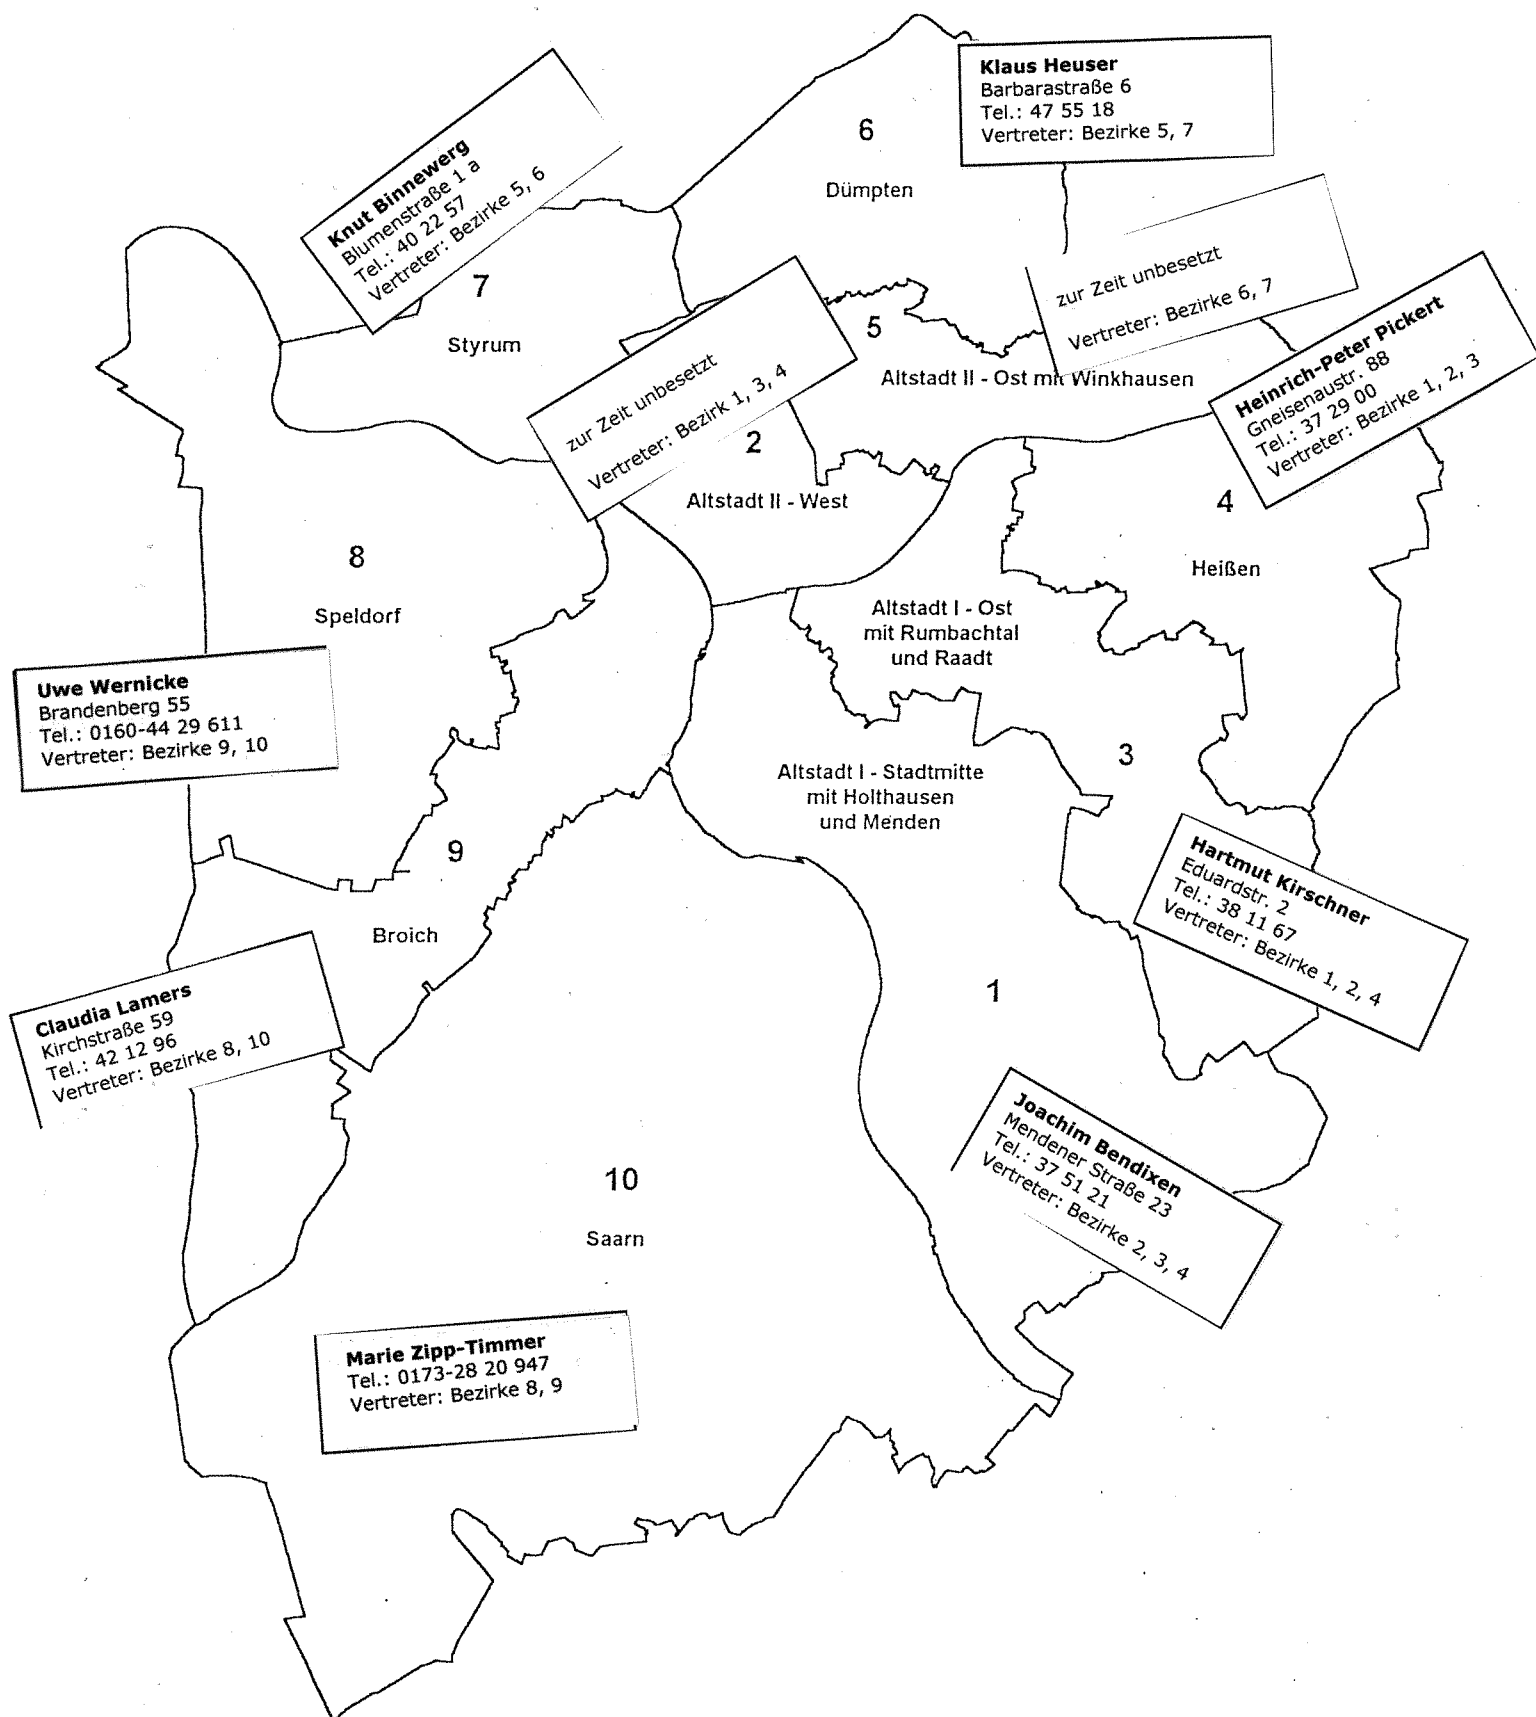 Klaus Heuser
Barbarastraße 6
Tel.: 47 55 18
Vertreter: Bezirke 5, 7
6
Dümpten
Knut Binnewerg
Blumenstraße 1 a
Tel.: 40 22 57
Vertreter: Bezirke 5, 6
7
Styrum
zur Zeit unbesetzt
Vertreter: Bezirke 6, 7
5
Altstadt II - Ost mit Winkhausen
zur Zeit unbesetzt
Vertreter: Bezirk 1, 3, 4
2
Altstadt II - West
Heinrich-Peter Pickert
Gneisenaustr. 88
Tel.: 37 29 00
Vertreter: Bezirke 1, 2, 3
4
Heißen
8
Speldorf
Altstadt I - Ost
mit Rumbachtal
und Raadt
3
Uwe Wernicke
Brandenberg 55
Tel.: 0160-44 29 611
Vertreter: Bezirke 9, 10
Altstadt I - Stadtmitte
mit Holthausen
und Menden
9
Broich
Hartmut Kirschner
Eduardstr. 2
Tel.: 38 11 67
Vertreter: Bezirke 1, 2, 4
Claudia Lamers
Kirchstraße 59
Tel.: 42 12 96
Vertreter: Bezirke 8, 10
1
Joachim Bendixen
Mendener Straße 23
Tel.: 37 51 21
Vertreter: Bezirke 2, 3, 4
10
Saarn
Marie Zipp-Timmer
Tel.: 0173-28 20 947
Vertreter: Bezirke 8, 9